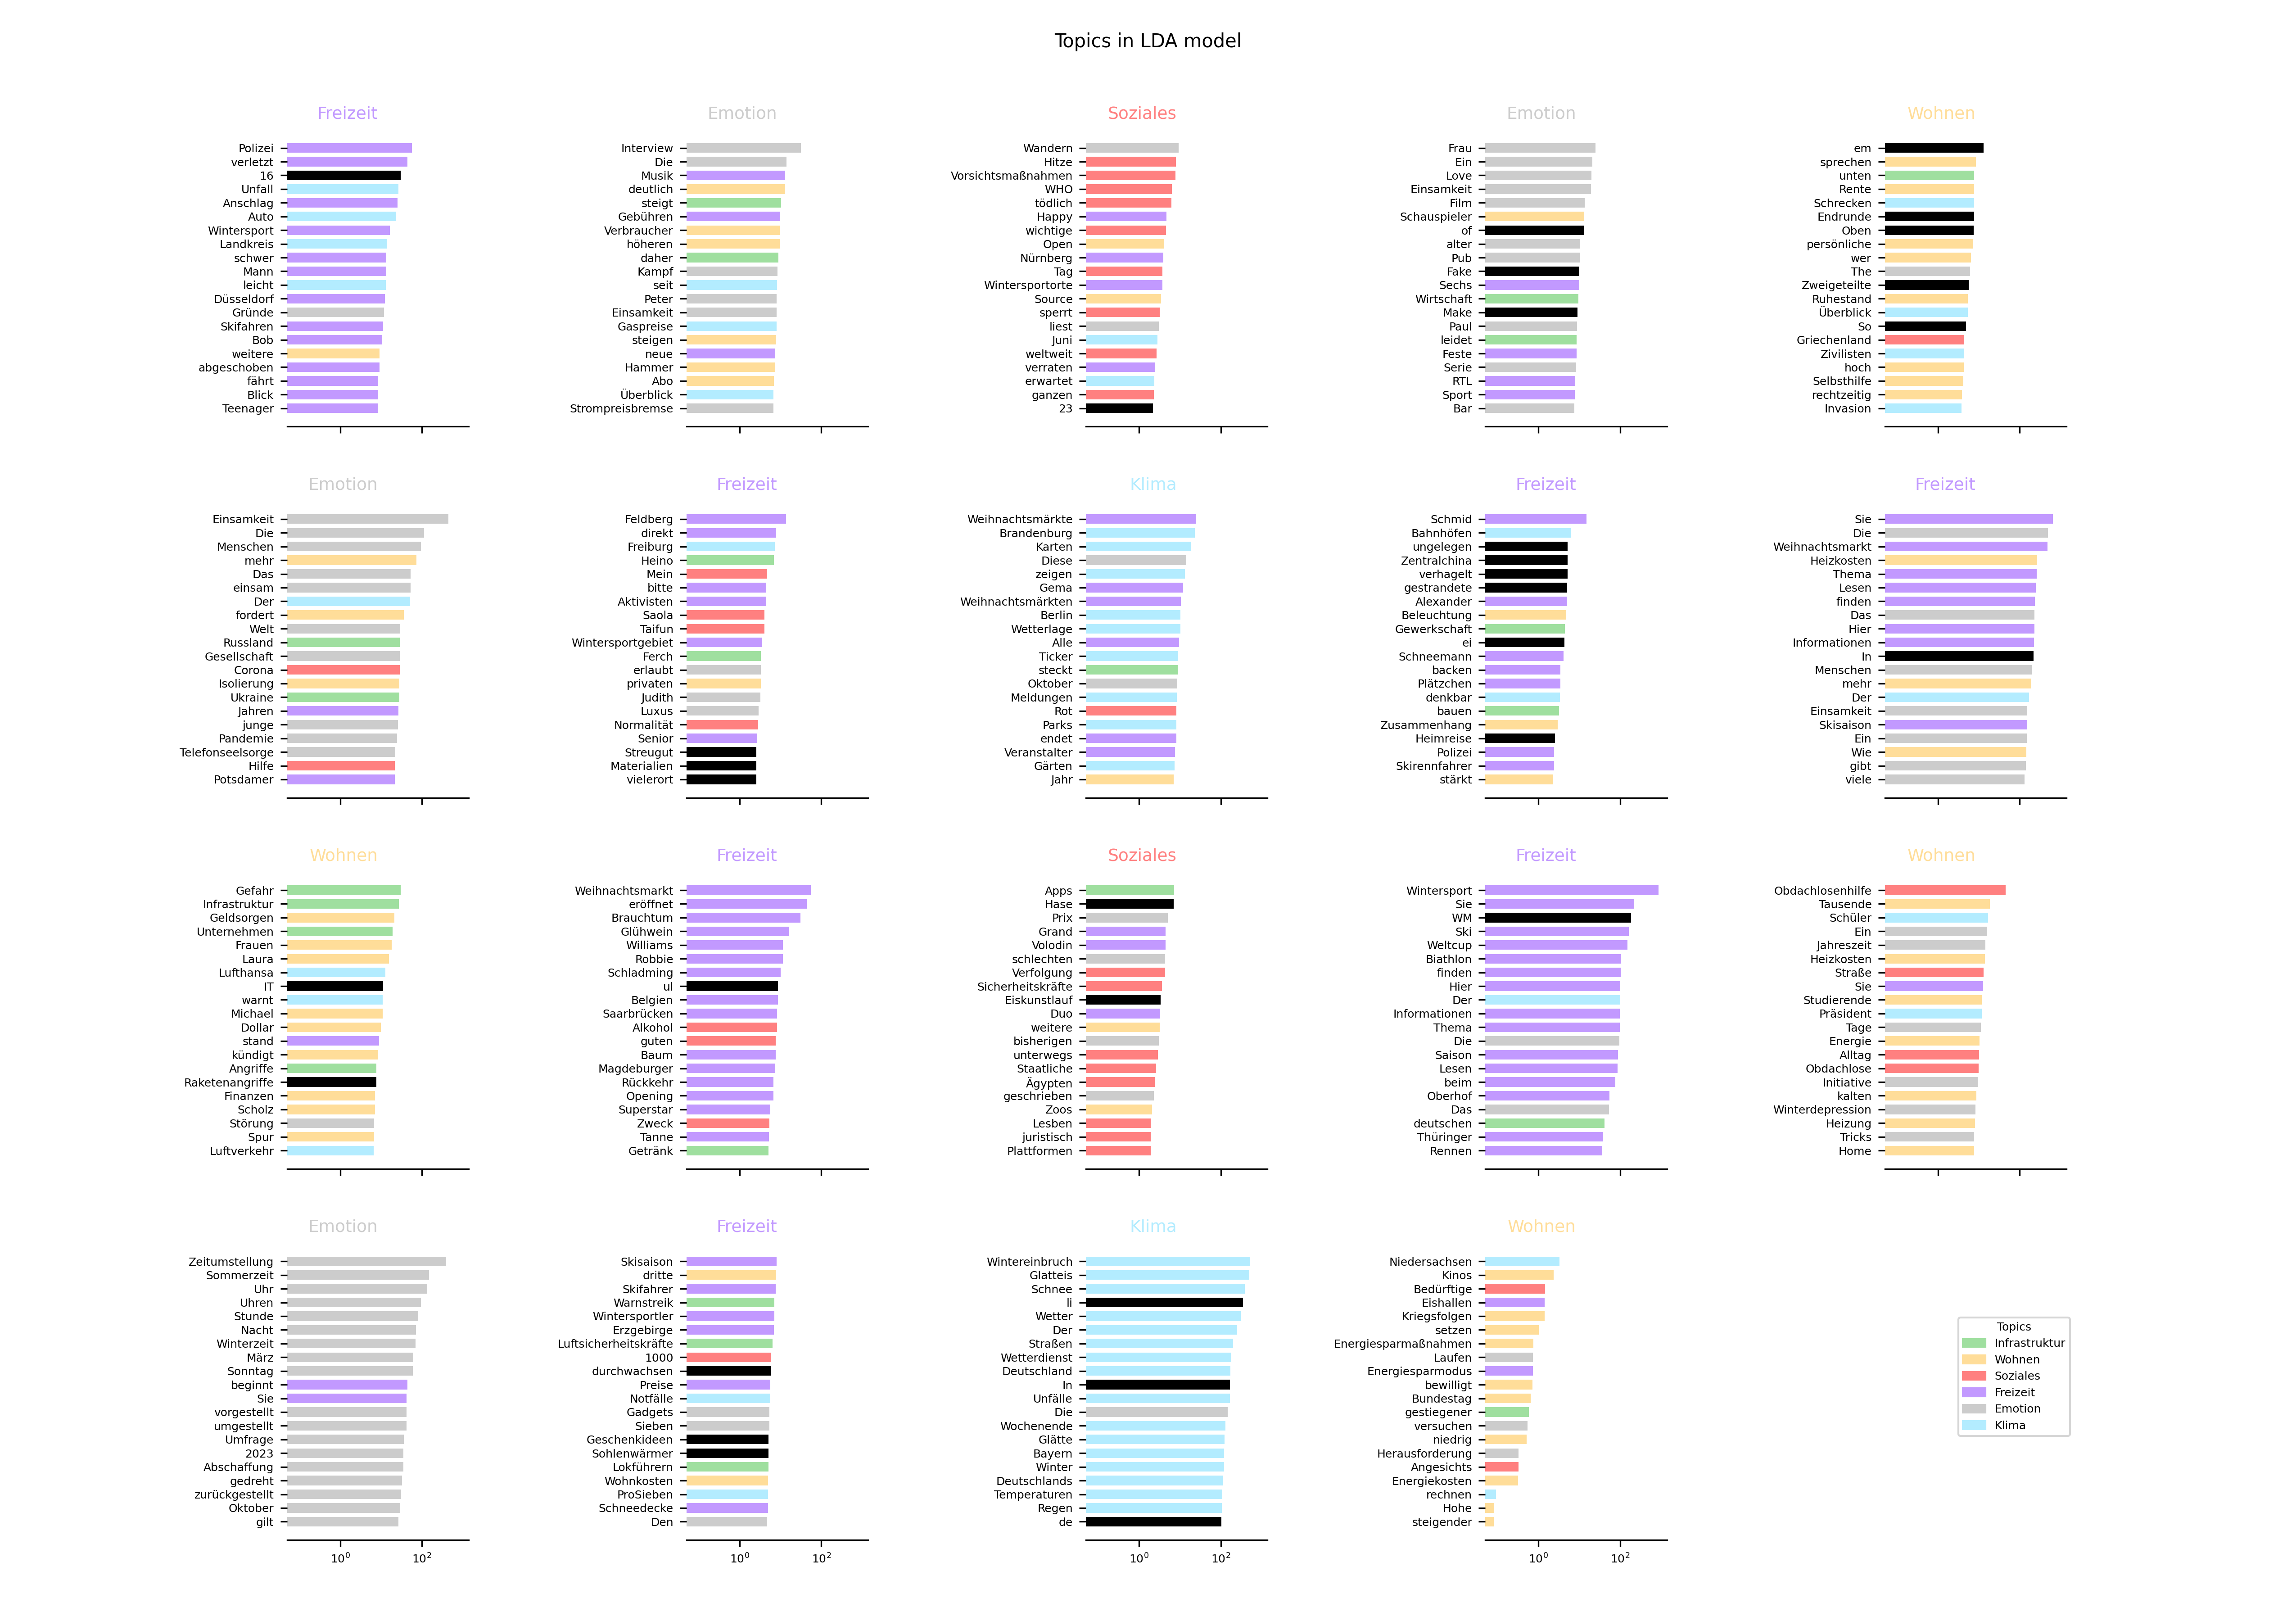 Topics in LDA model
Freizeit
Polizei
verletzt
16
Unfall
Anschlag
Auto
Wintersport
Landkreis
schwer
Mann
leicht
Düsseldorf
Gründe
Skifahren
Bob
weitere
abgeschoben
fährt
Blick
Teenager
Emotion
Interview
Die
Musik
deutlich
steigt
Gebühren
Verbraucher
höheren
daher
Kampf
seit
Peter
Einsamkeit
Gaspreise
steigen
neue
Hammer
Abo
Überblick
Strompreisbremse
Soziales
Wandern
Hitze
Vorsichtsmaßnahmen
WHO
tödlich
Happy
wichtige
Open
Nürnberg
Tag
Wintersportorte
Source
sperrt
liest
Juni
weltweit
verraten
erwartet
ganzen
23
Emotion
Frau
Ein
Love
Einsamkeit
Film
Schauspieler
of
alter
Pub
Fake
Sechs
Wirtschaft
Make
Paul
leidet
Feste
Serie
RTL
Sport
Bar
Wohnen
em
sprechen
unten
Rente
Schrecken
Endrunde
Oben
persönliche
wer
The
Zweigeteilte
Ruhestand
Überblick
So
Griechenland
Zivilisten
hoch
Selbsthilfe
rechtzeitig
Invasion
Emotion
Einsamkeit
Die
Menschen
mehr
Das
einsam
Der
fordert
Welt
Russland
Gesellschaft
Corona
Isolierung
Ukraine
Jahren
junge
Pandemie
Telefonseelsorge
Hilfe
Potsdamer
Freizeit
Feldberg
direkt
Freiburg
Heino
Mein
bitte
Aktivisten
Saola
Taifun
Wintersportgebiet
Ferch
erlaubt
privaten
Judith
Luxus
Normalität
Senior
Streugut
Materialien
vielerort
Klima
Weihnachtsmärkte
Brandenburg
Karten
Diese
zeigen
Gema
Weihnachtsmärkten
Berlin
Wetterlage
Alle
Ticker
steckt
Oktober
Meldungen
Rot
Parks
endet
Veranstalter
Gärten
Jahr
Freizeit
Schmid
Bahnhöfen
ungelegen
Zentralchina
verhagelt
gestrandete
Alexander
Beleuchtung
Gewerkschaft
ei
Schneemann
backen
Plätzchen
denkbar
bauen
Zusammenhang
Heimreise
Polizei
Skirennfahrer
stärkt
Freizeit
Sie
Die
Weihnachtsmarkt
Heizkosten
Thema
Lesen
finden
Das
Hier
Informationen
In
Menschen
mehr
Der
Einsamkeit
Skisaison
Ein
Wie
gibt
viele
Wohnen
Gefahr
Infrastruktur
Geldsorgen
Unternehmen
Frauen
Laura
Lufthansa
IT
warnt
Michael
Dollar
stand
kündigt
Angriffe
Raketenangriffe
Finanzen
Scholz
Störung
Spur
Luftverkehr
Freizeit
Weihnachtsmarkt
eröffnet
Brauchtum
Glühwein
Williams
Robbie
Schladming
ul
Belgien
Saarbrücken
Alkohol
guten
Baum
Magdeburger
Rückkehr
Opening
Superstar
Zweck
Tanne
Getränk
Soziales
Apps
Hase
Prix
Grand
Volodin
schlechten
Verfolgung
Sicherheitskräfte
Eiskunstlauf
Duo
weitere
bisherigen
unterwegs
Staatliche
Ägypten
geschrieben
Zoos
Lesben
juristisch
Plattformen
Freizeit
Wintersport
Sie
WM
Ski
Weltcup
Biathlon
finden
Hier
Der
Informationen
Thema
Die
Saison
Lesen
beim
Oberhof
Das
deutschen
Thüringer
Rennen
Wohnen
Obdachlosenhilfe
Tausende
Schüler
Ein
Jahreszeit
Heizkosten
Straße
Sie
Studierende
Präsident
Tage
Energie
Alltag
Obdachlose
Initiative
kalten
Winterdepression
Heizung
Tricks
Home
Emotion
Zeitumstellung
Sommerzeit
Uhr
Uhren
Stunde
Nacht
Winterzeit
März
Sonntag
beginnt
Sie
vorgestellt
umgestellt
Umfrage
2023
Abschaffung
gedreht
zurückgestellt
Oktober
gilt
10⁰ 10²
Freizeit
Skisaison
dritte
Skifahrer
Warnstreik
Wintersportler
Erzgebirge
Luftsicherheitskräfte
1000
durchwachsen
Preise
Notfälle
Gadgets
Sieben
Geschenkideen
Sohlenwärmer
Lokführern
Wohnkosten
ProSieben
Schneedecke
Den
10⁰ 10²
Klima
Wintereinbruch
Glatteis
Schnee
li
Wetter
Der
Straßen
Wetterdienst
Deutschland
In
Unfälle
Die
Wochenende
Glätte
Bayern
Winter
Deutschlands
Temperaturen
Regen
de
10⁰ 10²
Wohnen
Niedersachsen
Kinos
Bedürftige
Eishallen
Kriegsfolgen
setzen
Energiesparmaßnahmen
Laufen
Energiesparmodus
bewilligt
Bundestag
gestiegener
versuchen
niedrig
Herausforderung
Angesichts
Energiekosten
rechnen
Hohe
steigender
10⁰ 10²
Topics
Infrastruktur
Wohnen
Soziales
Freizeit
Emotion
Klima